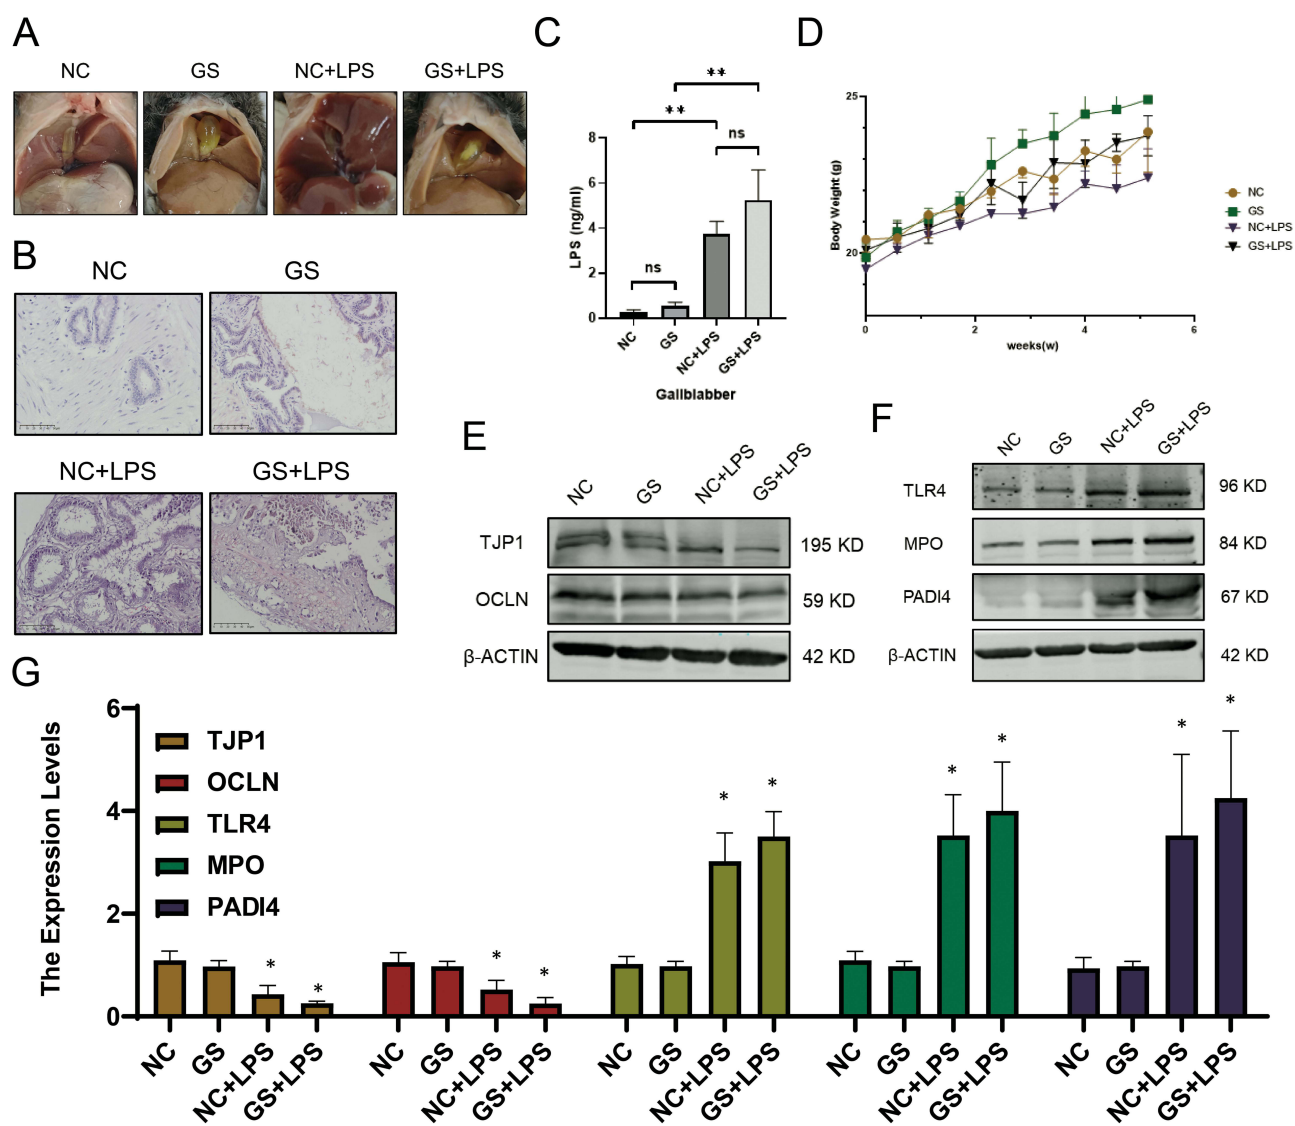 A
NC
GS
NC+LPS
GS+LPS
B
NC
GS
NC+LPS
GS+LPS
C
**
**
ns
ns
8
6
4
2
0
LPS (ng/ml)
NC
GS
NC+LPS
GS+LPS
Gallblabber
D
25
20
Body Weight (g)
0
2
4
6
weeks(w)
NC
GS
NC+LPS
GS+LPS
E
NC
GS
NC+LPS
GS+LPS
TJP1
195 KD
OCLN
59 KD
β-ACTIN
42 KD
F
NC
GS
NC+LPS
GS+LPS
TLR4
96 KD
MPO
84 KD
PADI4
67 KD
β-ACTIN
42 KD
G
The Expression Levels
6
4
2
0
TJP1
OCLN
TLR4
MPO
PADI4
*
*
*
*
*
*
*
*
*
*
NC
GS
NC+LPS
GS+LPS
NC
GS
NC+LPS
GS+LPS
NC
GS
NC+LPS
GS+LPS
NC
GS
NC+LPS
GS+LPS
NC
GS
NC+LPS
GS+LPS